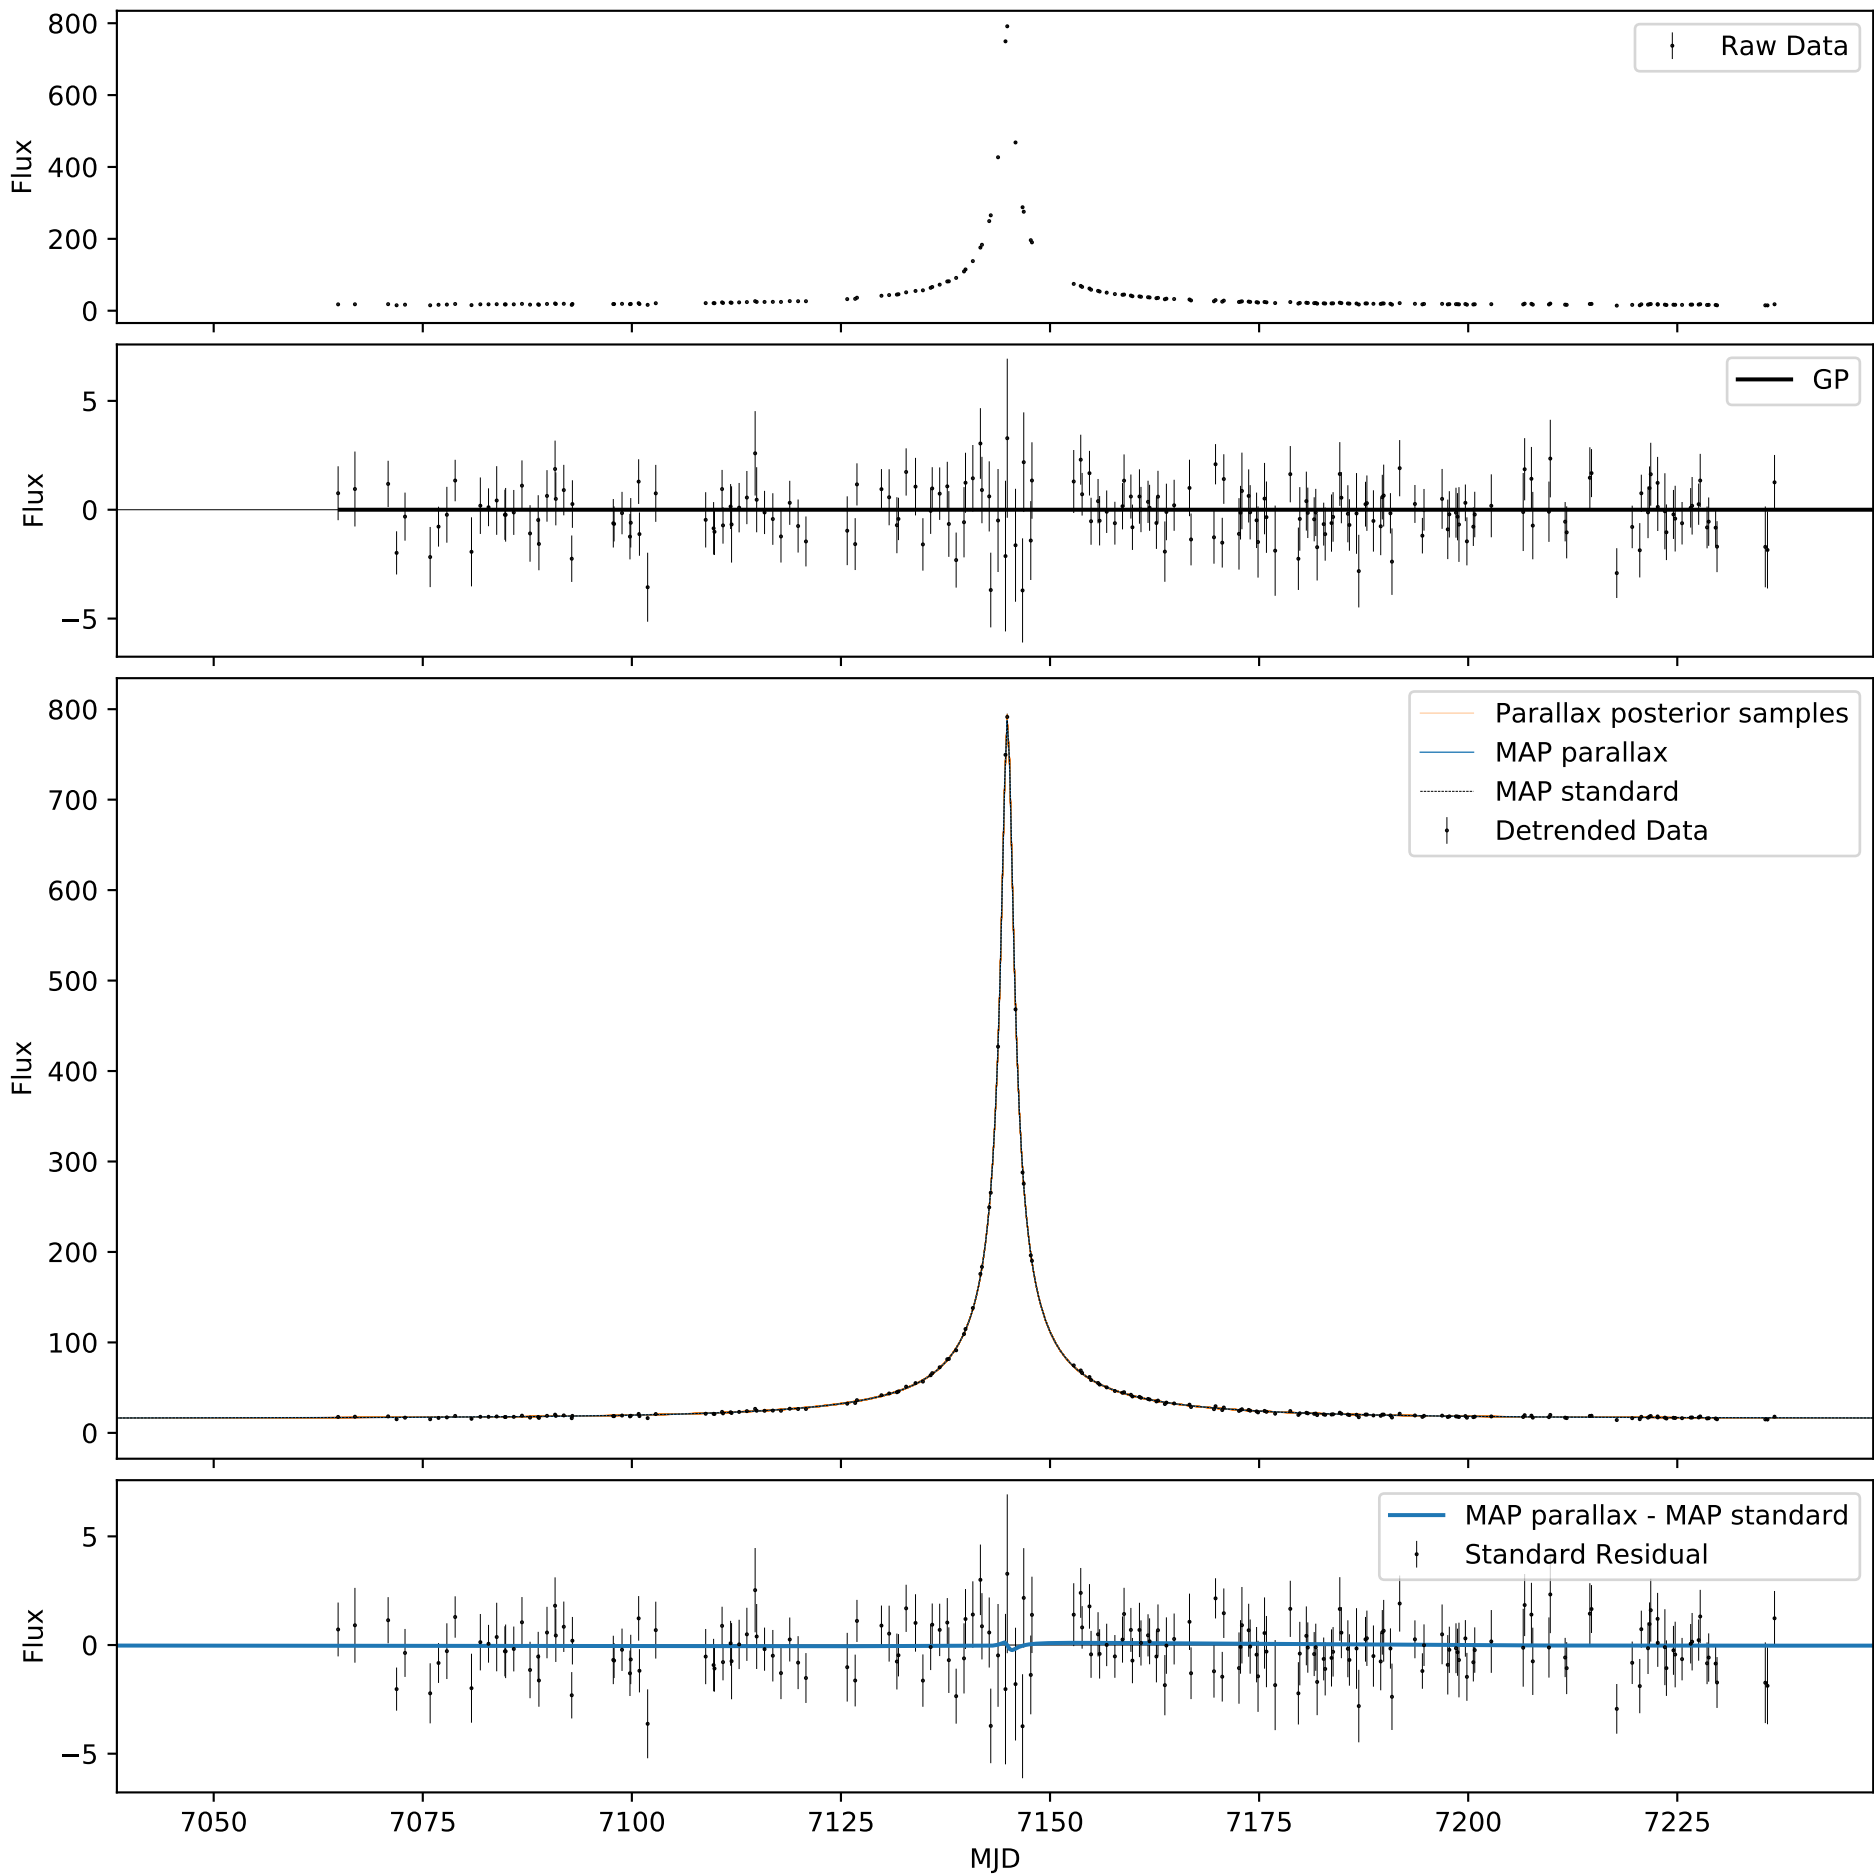 800
600
400
200
0
Flux
Raw Data
5
0
−5
Flux
GP
800
700
600
500
400
300
200
100
0
Flux
Parallax posterior samples
MAP parallax
MAP standard
Detrended Data
5
0
−5
Flux
MAP parallax - MAP standard
Standard Residual
7050 7075 7100 7125 7150 7175 7200 7225
MJD